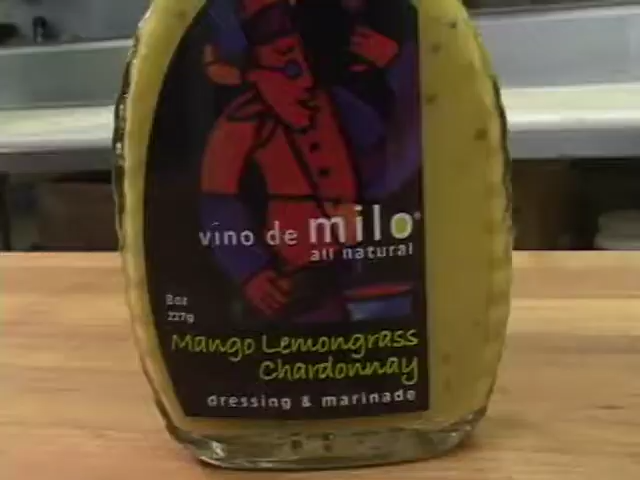 vino de milo®
all natural
8oz
227g
Mango Lemongrass
Chardonnay
dressing & marinade